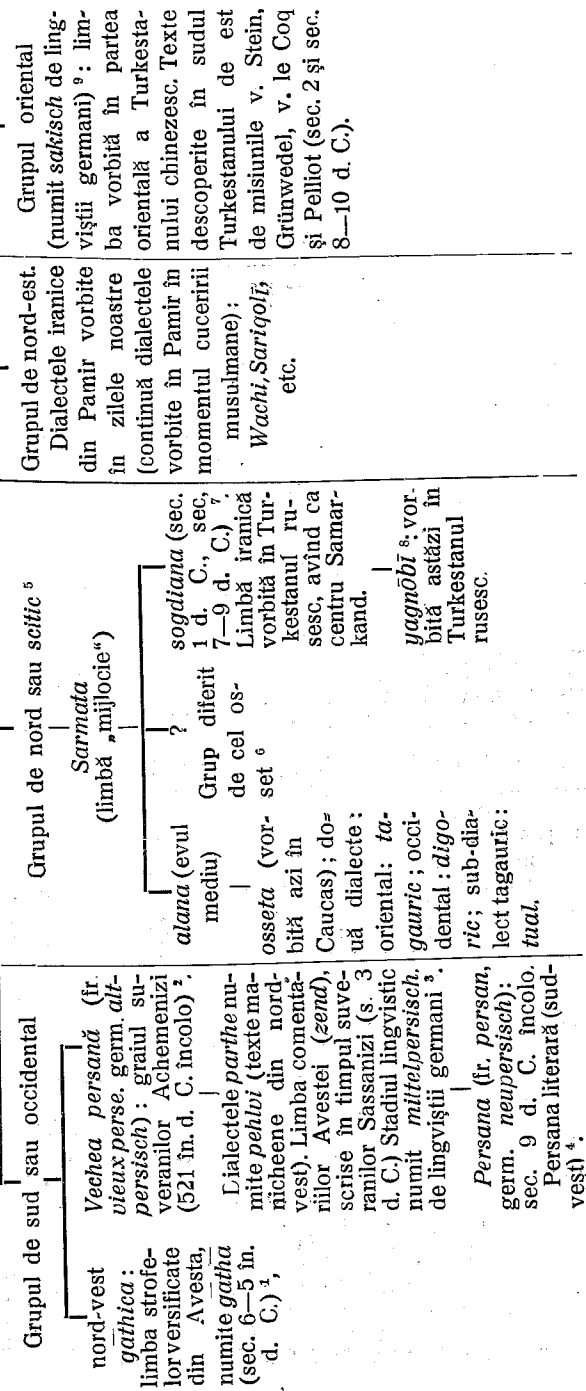 Grupul de sud sau occidental
nord-vest
gathica:
limba strofe-
lorversificate
din Avesta,
numite gatha
(sec. 6—5 în.
d. C.) ¹,
Vechea persană (fr.
vieux perse. germ. alt-
persisch) : graiul su-
veranilor Achemenizi
(521 în. d. C. încolo) ².
Dialectele parthe nu-
mite pehlvi (texte ma-
nicheene din nord-
vest). Limba comenta-
riilor Avestei (zend),
scrise în timpul suve-
ranilor Sassanizi (s. 3
d. C.) Stadiul lingvistic
numit mittelpersisch.
de lingviştii germani ³.
Persana (fr. persan,
germ. neupersisch):
sec. 9 d. C. încolo.
Persana literară (sud-
vest) ⁴.
Grupul de nord sau scitic ⁵
Sarmata
(limbă „mijlocie“)
alana (evul
mediu)
osseta (vor-
bită azi în
Caucas) ; do-
uă dialecte :
oriental: ta-
gauric ; occi-
dental : digo-
ric; sub-dia-
lect tagauric :
tual.
?
Grup diferit
de cel os-
set ⁶
sogdiana (sec.
1 d. C., sec,
7—9 d. C.) ⁷.
Limbă iranică
vorbită în Tur-
kestanul ru-
sesc, avînd ca
centru Samar-
kand.
yagnōbī ⁸: vor-
bită astăzi în
Turkestanul
rusesc.
Grupul de nord-est.
Dialectele iranice
din Pamir vorbite
în zilele noastre
(continuă dialectele
vorbite în Pamir în
momentul cuceririi
musulmane):
Wachi, Sariqolī,
etc.
Grupul oriental
(numit sakisch de ling-
viştii germani) ⁹ : lim-
ba vorbită în partea
orientală a Turkesta-
nului chinezesc. Texte
descoperite în sudul
Turkestanului de est
de misiunile v. Stein,
Grünwedel, v. le Coq
şi Pelliot (sec. 2 şi sec.
8—10 d. C.).